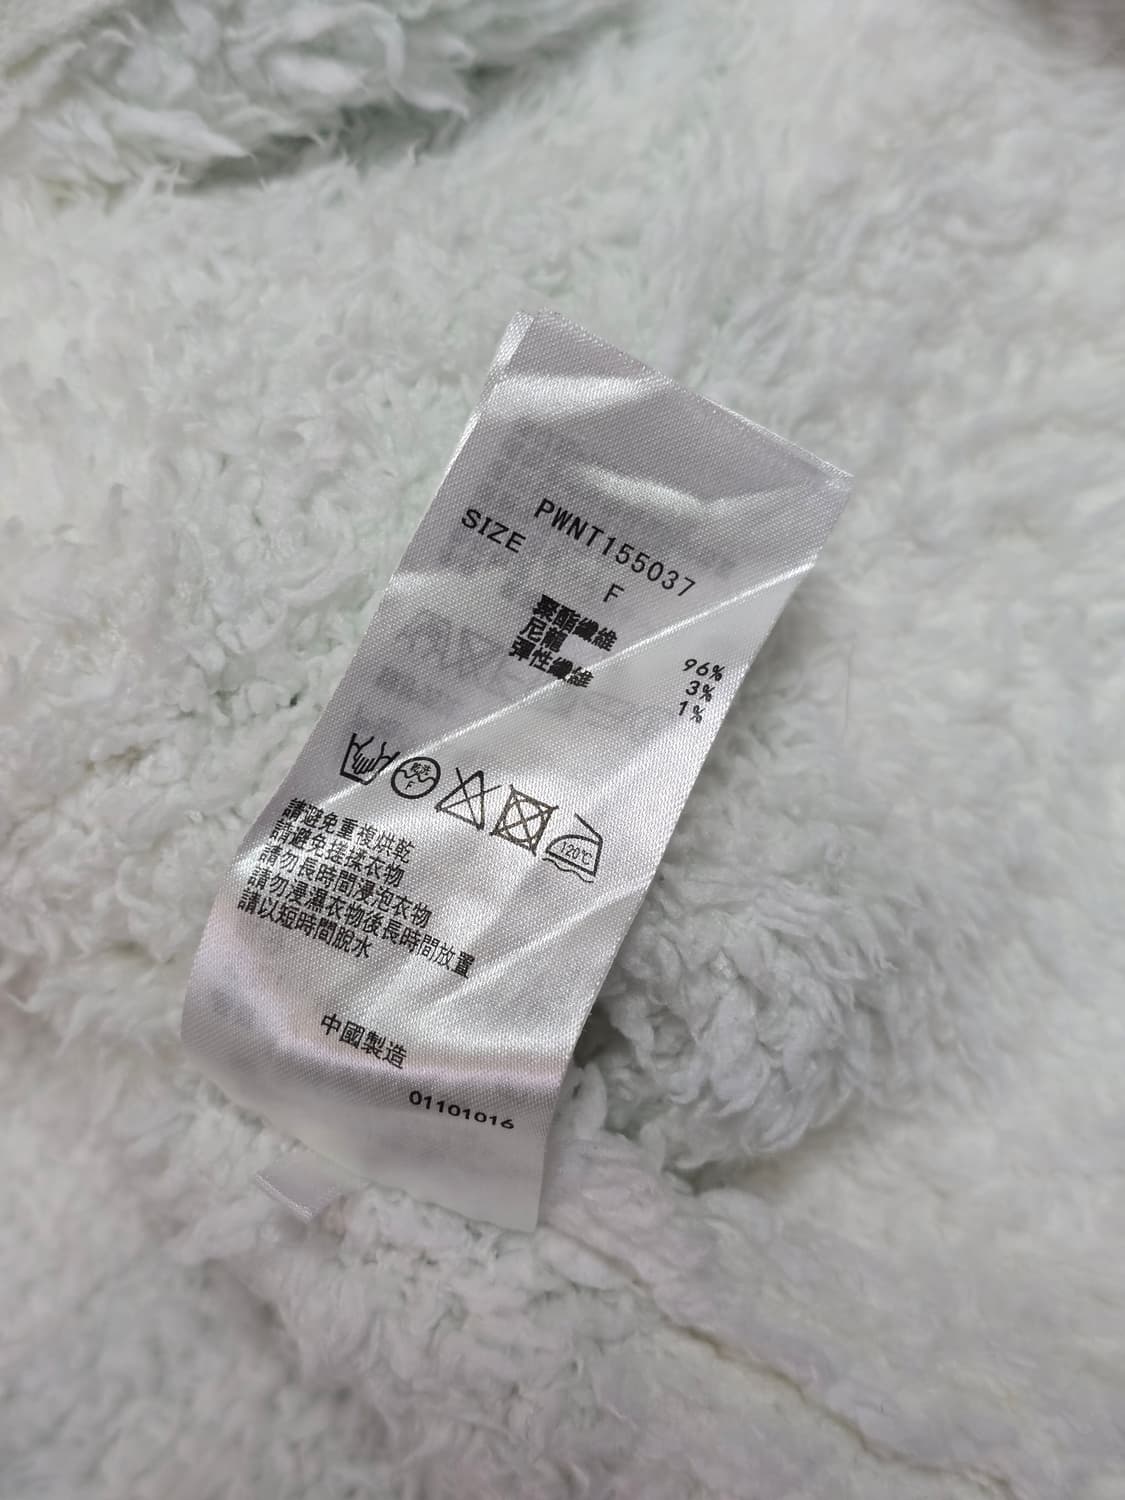 PWNT155037
SIZE F
聚酯纖維 96%
尼龍 3%
彈性纖維 1%
乾洗
F
120℃
請避免重複烘乾
請避免搓揉衣物
請勿長時間浸泡衣物
請勿浸濕衣物後長時間放置
請以短時間脫水
中國製造
01101016